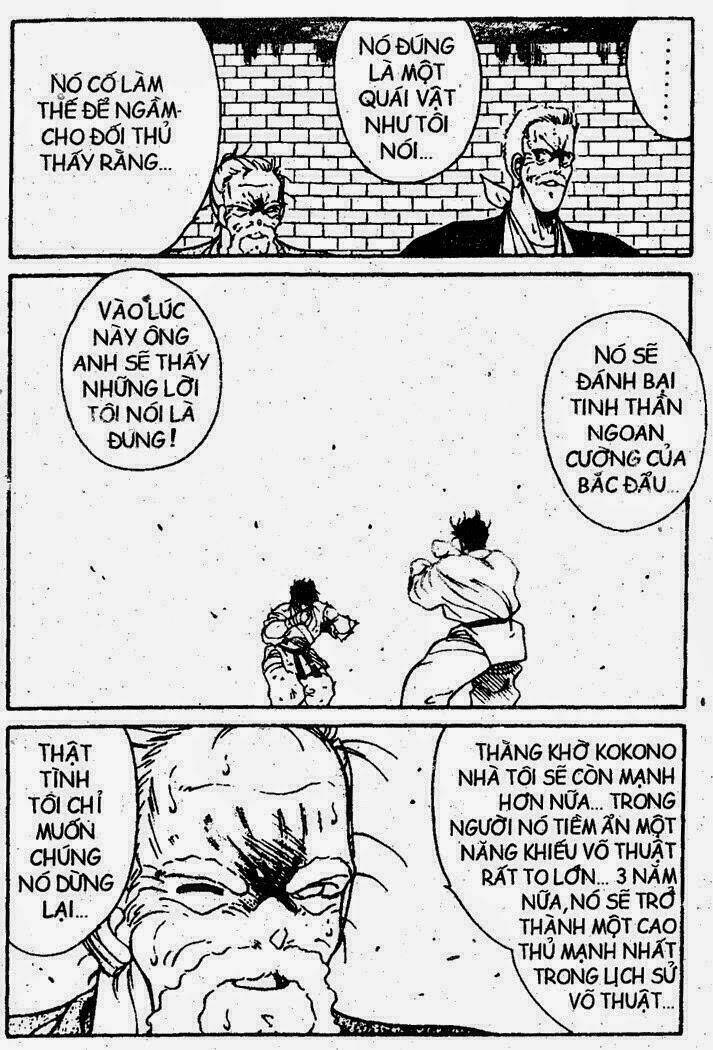 .......
NÓ ĐÚNG
LÀ MỘT
QUÁI VẬT
NHƯ TÔI
NÓI...
NÓ CỐ LÀM
THẾ ĐỂ NGẦM
CHO ĐỐI THỦ
THẤY RẰNG...
NÓ SẼ
ĐÁNH BẠI
TINH THẦN
NGOAN
CƯỜNG CỦA
BẮC ĐẨU...
VÀO LÚC
NÀY ÔNG
ANH SẼ THẤY
NHỮNG LỜI
TÔI NÓI LÀ
ĐÚNG!
THẰNG KHỜ KOKONO
NHÀ TÔI SẼ CÒN MẠNH
HƠN NỮA... TRONG
NGƯỜI NÓ TIỀM ẨN MỘT
NĂNG KHIẾU VÕ THUẬT
RẤT TO LỚN... 3 NĂM
NỮA, NÓ SẼ TRỞ
THÀNH MỘT CAO
THỦ MẠNH NHẤT
TRONG LỊCH SỬ
VÕ THUẬT...
THẬT
TÌNH
TÔI CHỈ
MUỐN
CHÚNG
NÓ DỪNG
LẠI...